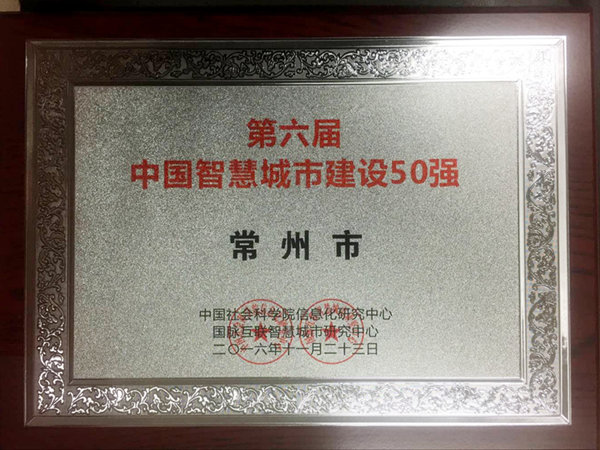 第六届
中国智慧城市建设50强
常州市
中国社会科学院信息化研究中心
国脉互联智慧城市研究中心
二〇一六年十一月二十三日